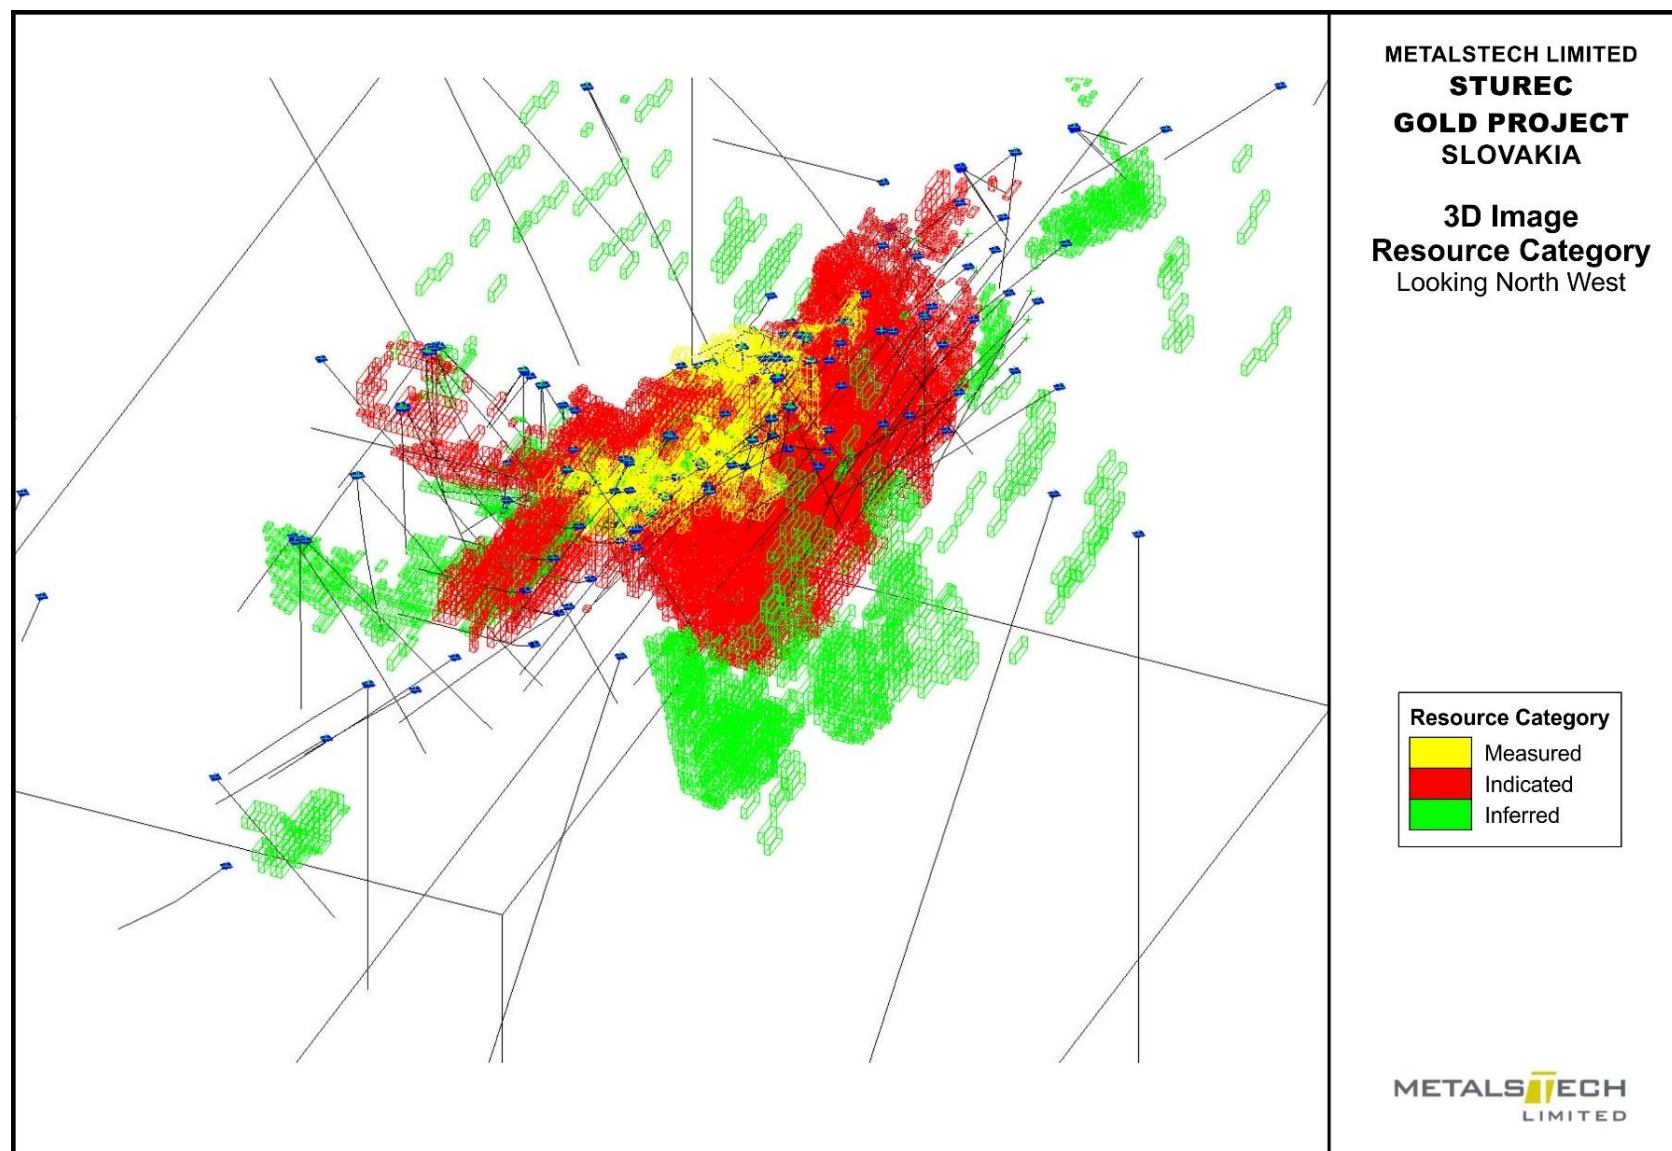 METALSTECH LIMITED
STUREC
GOLD PROJECT
SLOVAKIA
3D Image
Resource Category
Looking North West
Resource Category
Measured
Indicated
Inferred
METALSTECH
LIMITED